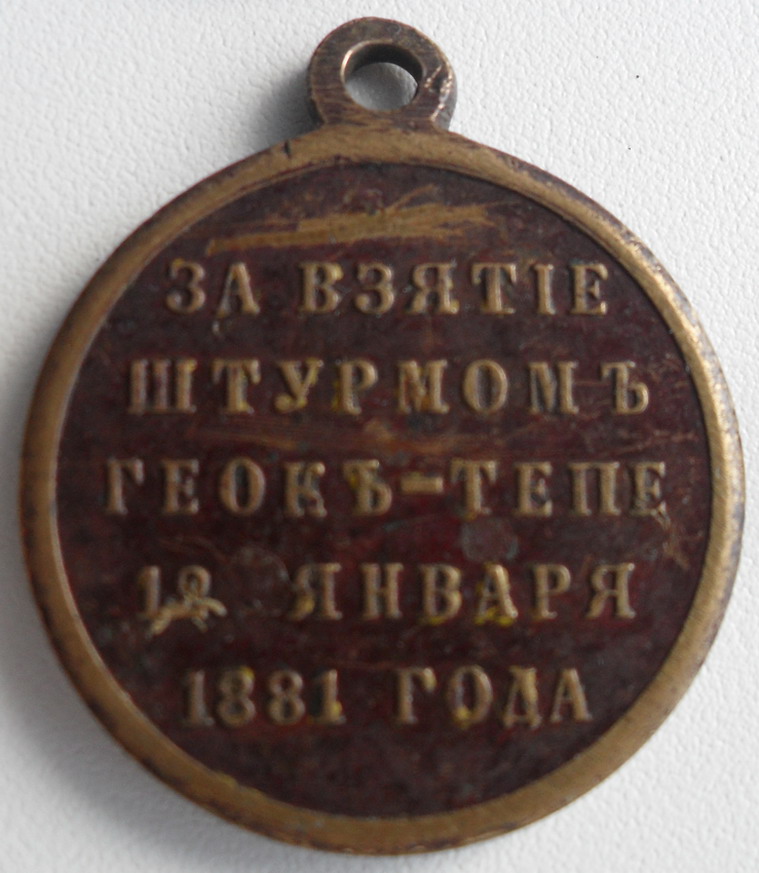 ЗА ВЗЯТІЕ
ШТУРМОМЪ
ГЕОКЪ-ТЕПЕ
12 ЯНВАРЯ
1881 ГОДА